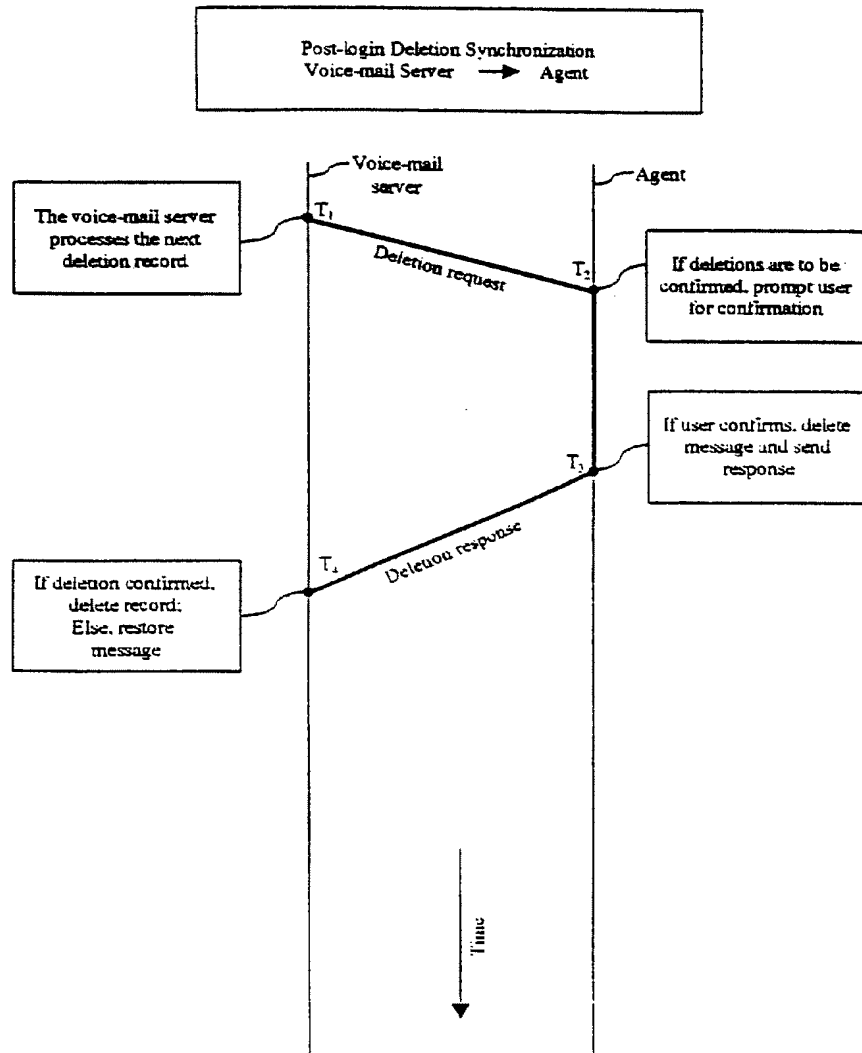 Post-login Deletion Synchronization
Voice-mail Server → Agent
Voice-mail
server
Agent
The voice-mail server
processes the next
deletion record
T1
Deletion request
T2
If deletions are to be
confirmed, prompt user
for confirmation
If user confirms, delete
message and send
response
T3
Deletion response
T4
If deletion confirmed,
delete record;
Else, restore
message
Time